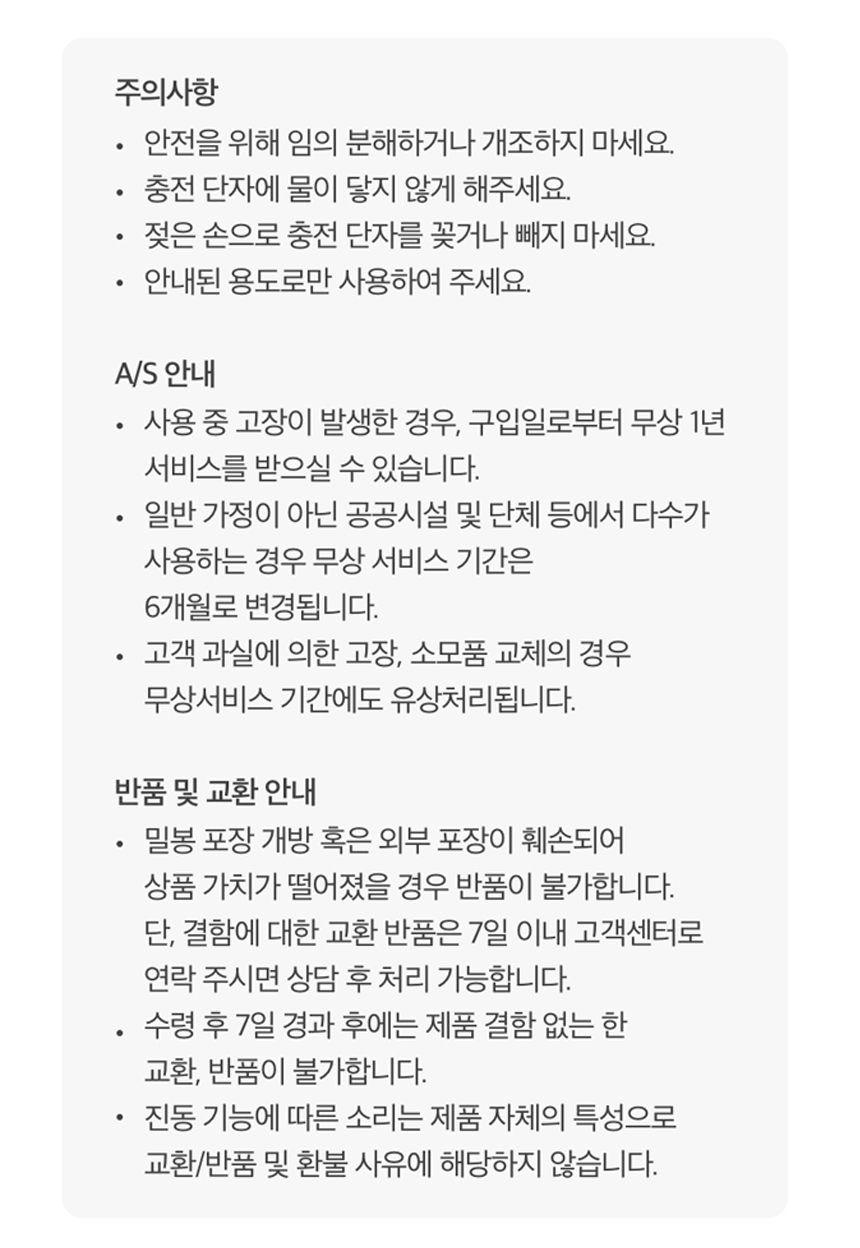 주의사항
• 안전을 위해 임의 분해하거나 개조하지 마세요.
• 충전 단자에 물이 닿지 않게 해주세요.
• 젖은 손으로 충전 단자를 꽂거나 빼지 마세요.
• 안내된 용도로만 사용하여 주세요.
A/S 안내
• 사용 중 고장이 발생한 경우, 구입일로부터 무상 1년
서비스를 받으실 수 있습니다.
• 일반 가정이 아닌 공공시설 및 단체 등에서 다수가
사용하는 경우 무상 서비스 기간은
6개월로 변경됩니다.
• 고객 과실에 의한 고장, 소모품 교체의 경우
무상서비스 기간에도 유상처리됩니다.
반품 및 교환 안내
• 밀봉 포장 개방 혹은 외부 포장이 훼손되어
상품 가치가 떨어졌을 경우 반품이 불가합니다.
단, 결함에 대한 교환 반품은 7일 이내 고객센터로
연락 주시면 상담 후 처리 가능합니다.
• 수령 후 7일 경과 후에는 제품 결함 없는 한
교환, 반품이 불가합니다.
• 진동 기능에 따른 소리는 제품 자체의 특성으로
교환/반품 및 환불 사유에 해당하지 않습니다.